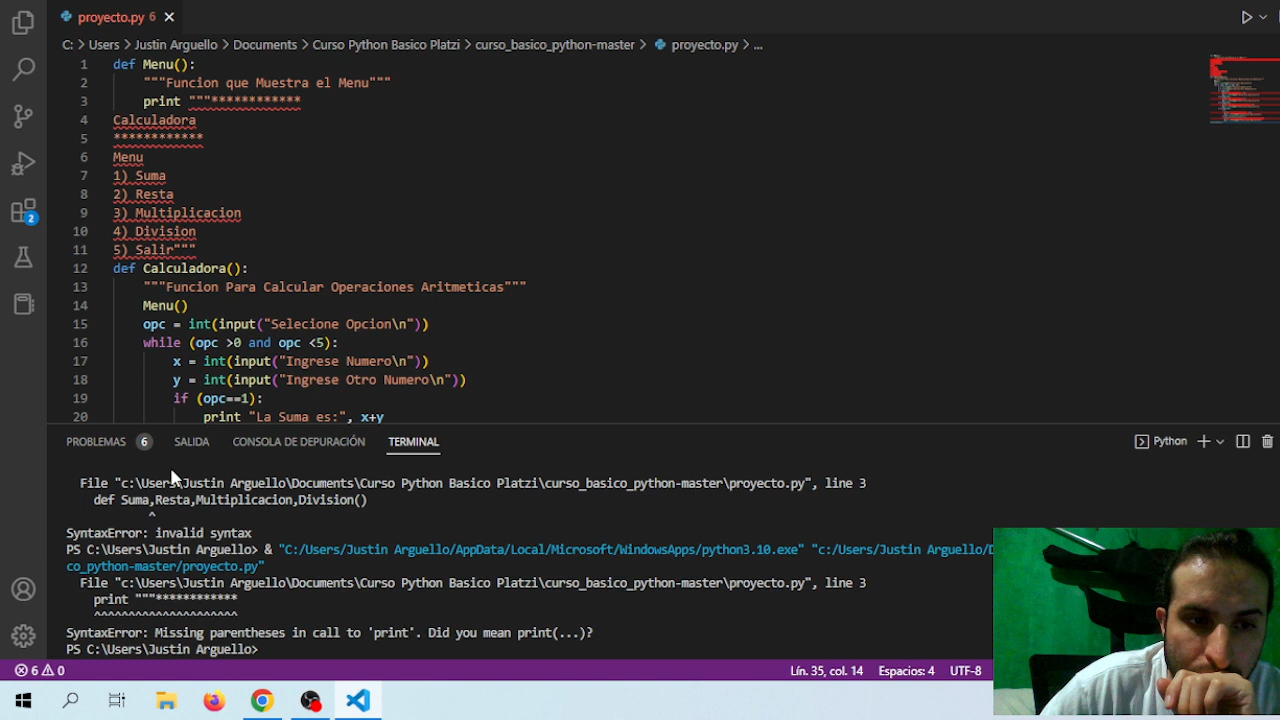 proyecto.py 6
C: > Users > Justin Arguello > Documents > Curso Python Basico Platzi > curso_basico_python-master > proyecto.py > ...
1 def Menu():
2 """Funcion que Muestra el Menu"""
3 print """************
4 Calculadora
5 ************
6 Menu
7 1) Suma
8 2) Resta
9 3) Multiplicacion
10 4) Division
11 5) Salir"""
12 def Calculadora():
13 """Funcion Para Calcular Operaciones Aritmeticas"""
14 Menu()
15 opc = int(input("Selecione Opcion\n"))
16 while (opc >0 and opc <5):
17 x = int(input("Ingrese Numero\n"))
18 y = int(input("Ingrese Otro Numero\n"))
19 if (opc==1):
20 print "La Suma es:", x+y
2
PROBLEMAS 6 SALIDA CONSOLA DE DEPURACIÓN TERMINAL Python
File "c:\Users\Justin Arguello\Documents\Curso Python Basico Platzi\curso_basico_python-master\proyecto.py", line 3
def Suma,Resta,Multiplicacion,Division()
^
SyntaxError: invalid syntax
PS C:\Users\Justin Arguello> & "C:/Users/Justin Arguello/AppData/Local/Microsoft/WindowsApps/python3.10.exe" "c:/Users/Justin Arguello/D
co_python-master/proyecto.py"
File "c:\Users\Justin Arguello\Documents\Curso Python Basico Platzi\curso_basico_python-master\proyecto.py", line 3
print """************
^^^^^^^^^^^^^^^^^^^^^
SyntaxError: Missing parentheses in call to 'print'. Did you mean print(...)?
PS C:\Users\Justin Arguello>
6 0 Lín. 35, col. 14 Espacios: 4 UTF-8